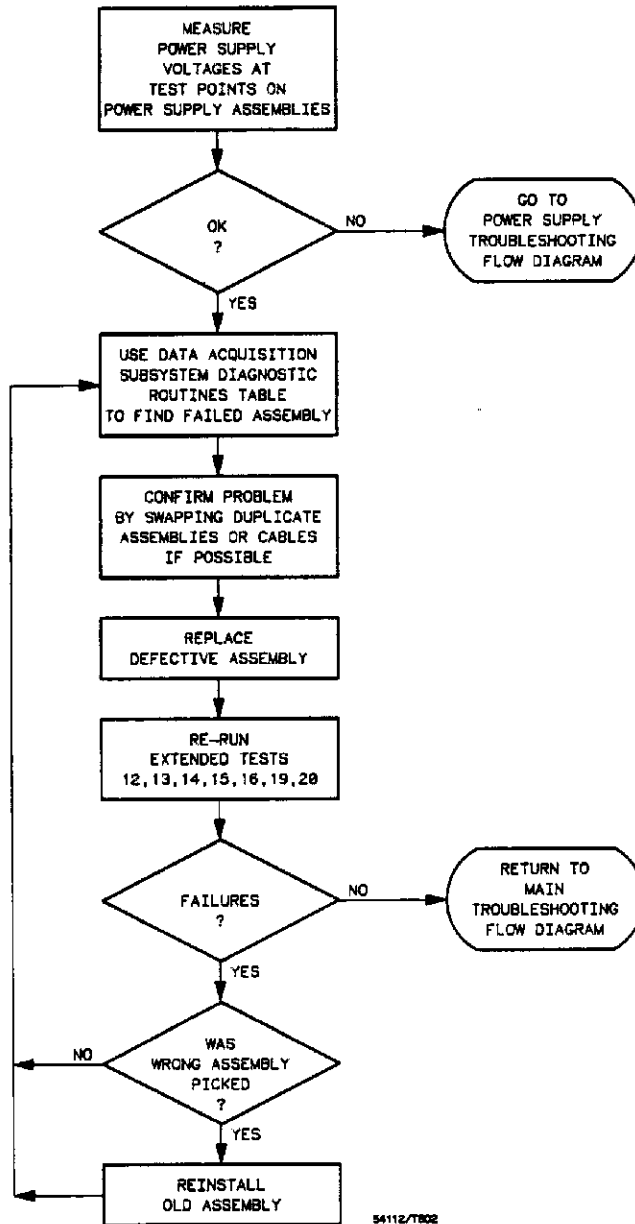 MEASURE
POWER SUPPLY
VOLTAGES AT
TEST POINTS ON
POWER SUPPLY ASSEMBLIES
OK
?
NO
GO TO
POWER SUPPLY
TROUBLESHOOTING
FLOW DIAGRAM
YES
USE DATA ACQUISITION
SUBSYSTEM DIAGNOSTIC
ROUTINES TABLE
TO FIND FAILED ASSEMBLY
CONFIRM PROBLEM
BY SWAPPING DUPLICATE
ASSEMBLIES OR CABLES
IF POSSIBLE
REPLACE
DEFECTIVE ASSEMBLY
RE-RUN
EXTENDED TESTS
12,13,14,15,16,19,20
FAILURES
?
NO
RETURN TO
MAIN
TROUBLESHOOTING
FLOW DIAGRAM
YES
WAS
WRONG ASSEMBLY
PICKED
?
NO
YES
REINSTALL
OLD ASSEMBLY
54112/T802